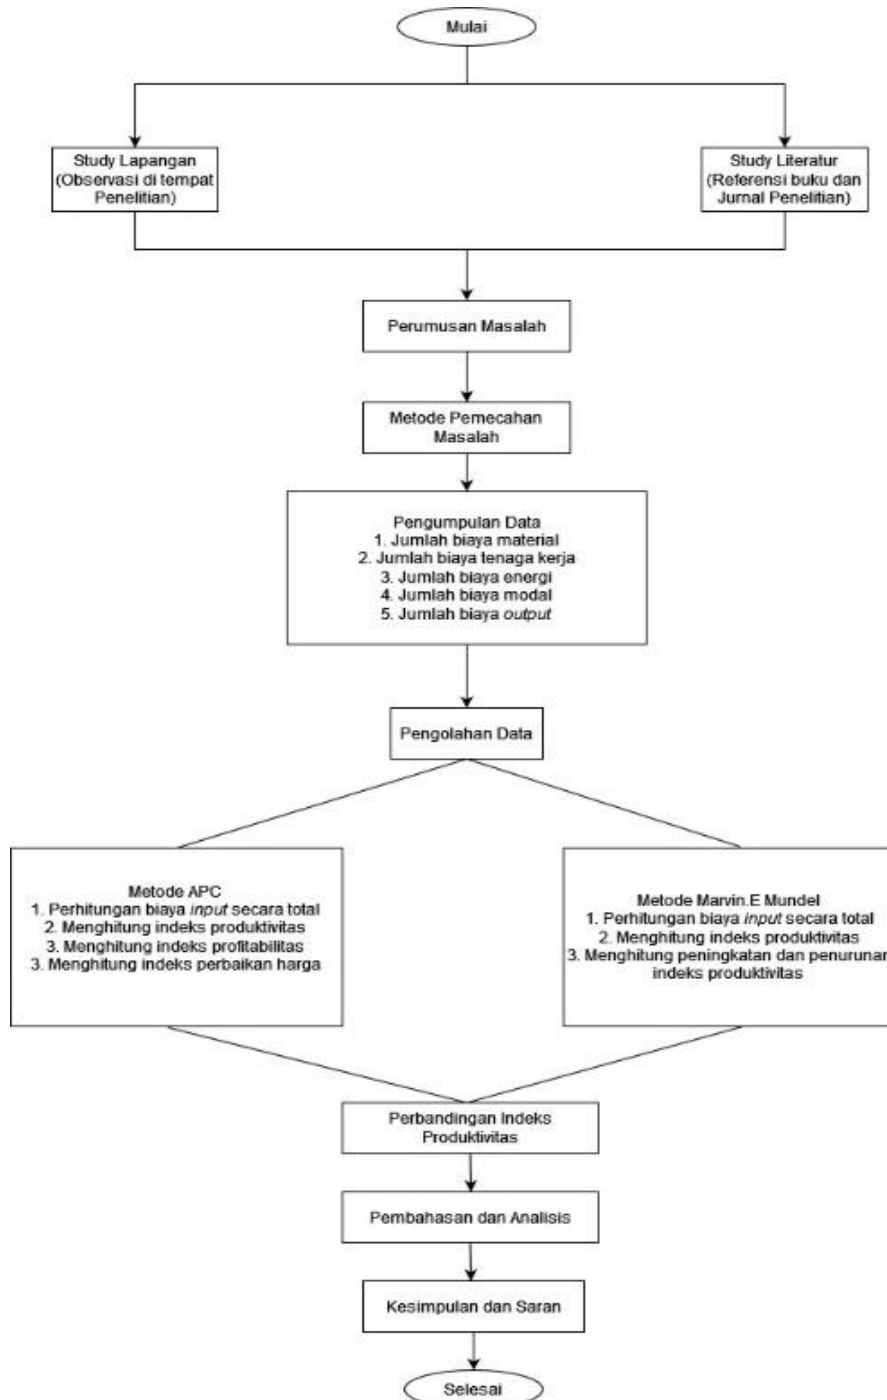 Mulai
Study Lapangan
(Observasi di tempat
Penelitian)
Study Literatur
(Referensi buku dan
Jurnal Penelitian)
Perumusan Masalah
Metode Pemecahan
Masalah
Pengumpulan Data
1. Jumlah biaya material
2. Jumlah biaya tenaga kerja
3. Jumlah biaya energi
4. Jumlah biaya modal
5. Jumlah biaya output
Pengolahan Data
Metode APC
1. Perhitungan biaya input secara total
2. Menghitung indeks produktivitas
3. Menghitung indeks profitabilitas
3. Menghitung indeks perbaikan harga
Metode Marvin.E Mundel
1. Perhitungan biaya input secara total
2. Menghitung indeks produktivitas
3. Menghitung peningkatan dan penurunan
indeks produktivitas
Perbandingan Indeks
Produktivitas
Pembahasan dan Analisis
Kesimpulan dan Saran
Selesai